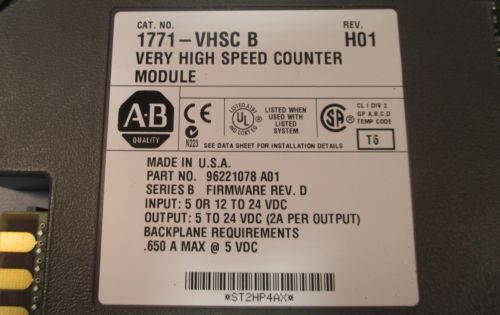 CAT. NO. REV.
1771-VHSC B H01
VERY HIGH SPEED COUNTER
MODULE
A-B
QUALITY
CE
N223
UL
LISTED WHEN
USED WITH
LISTED
SYSTEM
SA
CL I DIV 2
GP A,B,C,D
TEMP CODE
T6
SEE DATA SHEET FOR INSTALLATION DETAILS
MADE IN U.S.A.
PART NO. 96221078 A01
SERIES B FIRMWARE REV. D
INPUT: 5 OR 12 TO 24 VDC
OUTPUT: 5 TO 24 VDC (2A PER OUTPUT)
BACKPLANE REQUIREMENTS
.650 A MAX @ 5 VDC
*ST2HP4AX*